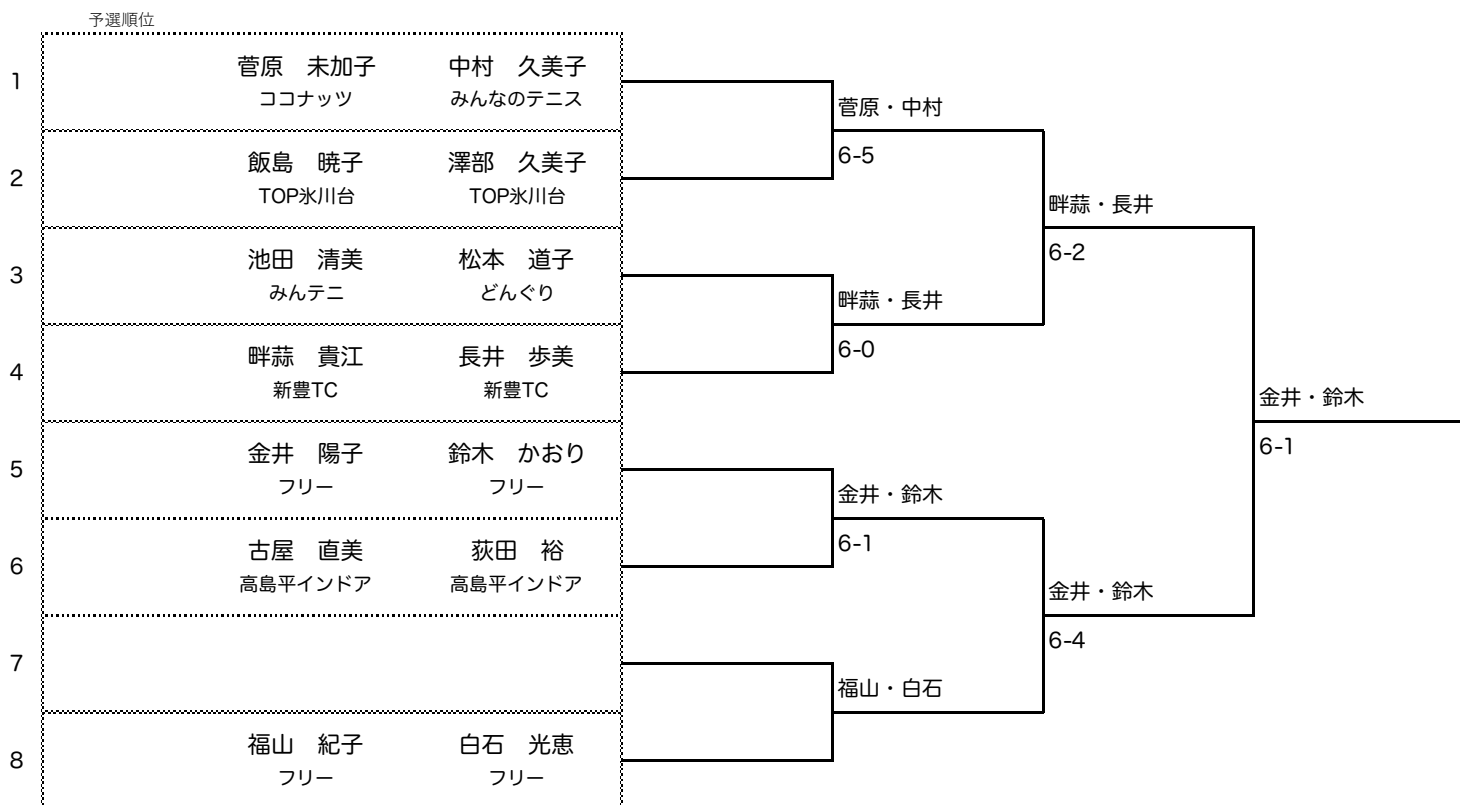 予選順位
1
菅原　未加子　中村　久美子
ココナッツ　みんなのテニス
菅原・中村
6-5
2
飯島　暁子　澤部　久美子
TOP氷川台　TOP氷川台
畔蒜・長井
6-2
3
池田　清美　松本　道子
みんテニ　どんぐり
畔蒜・長井
6-0
4
畔蒜　貴江　長井　歩美
新豊TC　新豊TC
金井・鈴木
6-1
5
金井　陽子　鈴木　かおり
フリー　フリー
金井・鈴木
6-1
6
古屋　直美　荻田　裕
高島平インドア　高島平インドア
金井・鈴木
6-4
7
福山・白石
8
福山　紀子　白石　光恵
フリー　フリー